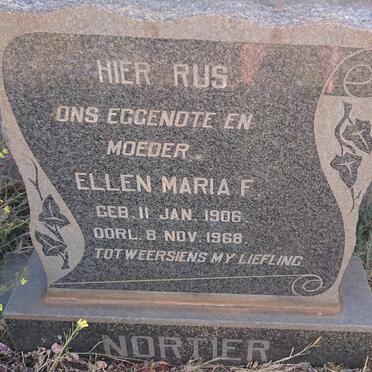 HIER RUS
ONS EGGENOTE EN
MOEDER
ELLEN MARIA F.
GEB. 11 JAN. 1906.
OORL. 8 NOV. 1968.
TOTWEERSIENS MY LIEFLING
NORTIER